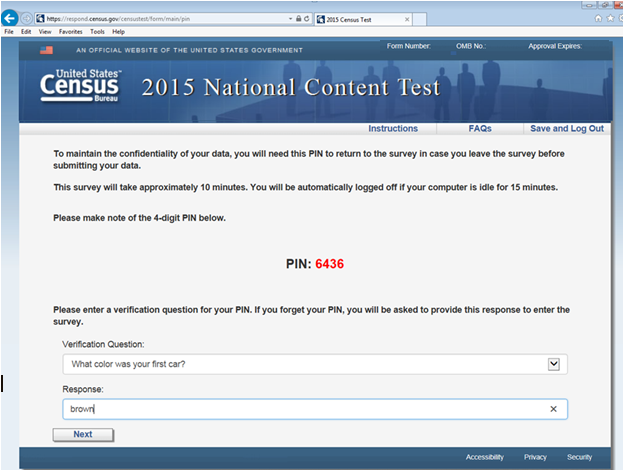 https://respond.census.gov/censustest/form/main/pin
2015 Census Test
File Edit View Favorites Tools Help
AN OFFICIAL WEBSITE OF THE UNITED STATES GOVERNMENT
Form Number: OMB No.: Approval Expires:
United States™
Census
Bureau
2015 National Content Test
Instructions FAQs Save and Log Out
To maintain the confidentiality of your data, you will need this PIN to return to the survey in case you leave the survey before
submitting your data.
This survey will take approximately 10 minutes. You will be automatically logged off if your computer is idle for 15 minutes.
Please make note of the 4-digit PIN below.
PIN: 6436
Please enter a verification question for your PIN. If you forget your PIN, you will be asked to provide this response to enter the
survey.
Verification Question:
What color was your first car?
Response:
brown
Next
Accessibility Privacy Security